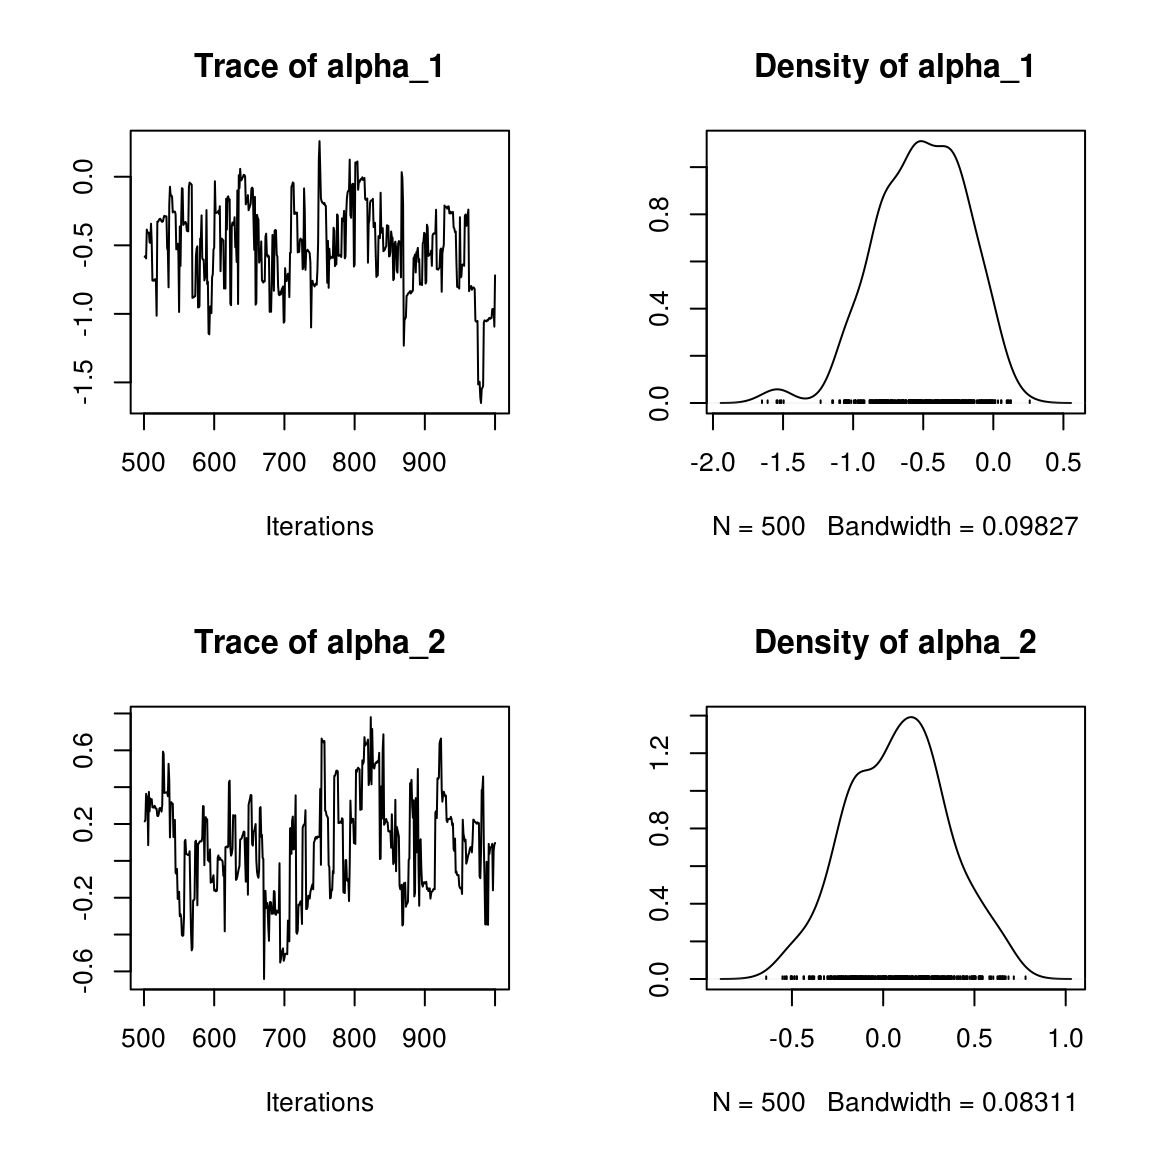 Trace of alpha_1
0.0
-0.5
-1.0
-1.5
500 600 700 800 900
Iterations
Density of alpha_1
0.8
0.4
0.0
-2.0 -1.5 -1.0 -0.5 0.0 0.5
N = 500 Bandwidth = 0.09827
Trace of alpha_2
0.6
0.2
-0.2
-0.6
500 600 700 800 900
Iterations
Density of alpha_2
1.2
0.8
0.4
0.0
-0.5 0.0 0.5 1.0
N = 500 Bandwidth = 0.08311